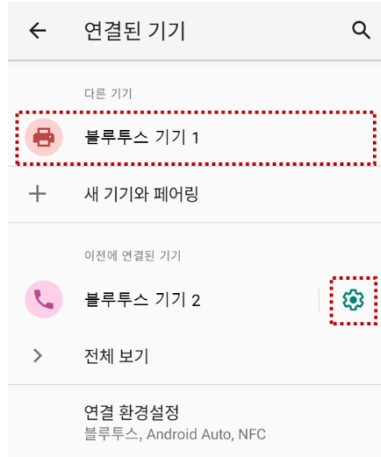 연결된 기기
다른 기기
블루투스 기기 1
새 기기와 페어링
이전에 연결된 기기
블루투스 기기 2
전체 보기
연결 환경설정
블루투스, Android Auto, NFC